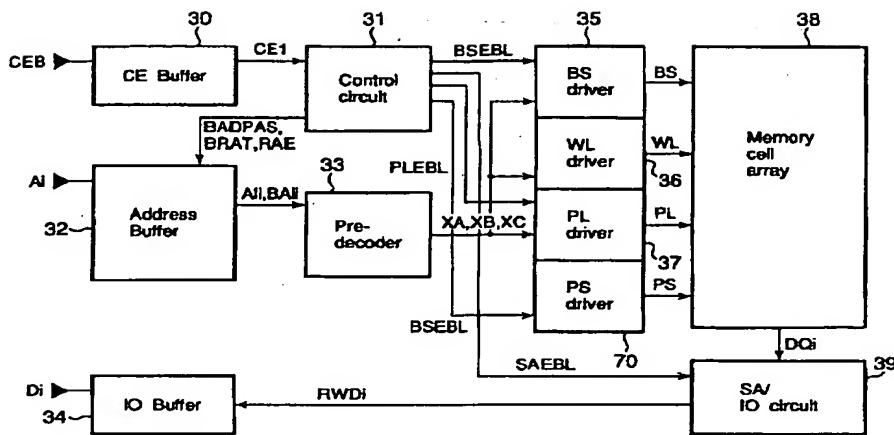 30
31
35
38
CEB
CE Buffer
CE1
Control
circuit
BSEBL
BS
driver
BS
Memory
cell
array
BADPAS,
BRAT,RAE
PLEBL
WL
driver
WL
36
AI
32
Address
Buffer
AIi,BAIi
33
Pre-
decoder
XA,XB,XC
PL
driver
PL
37
BSEBL
PS
driver
PS
70
DQi
SAEBL
39
Di
34
IO Buffer
RWDi
SA/
IO circuit